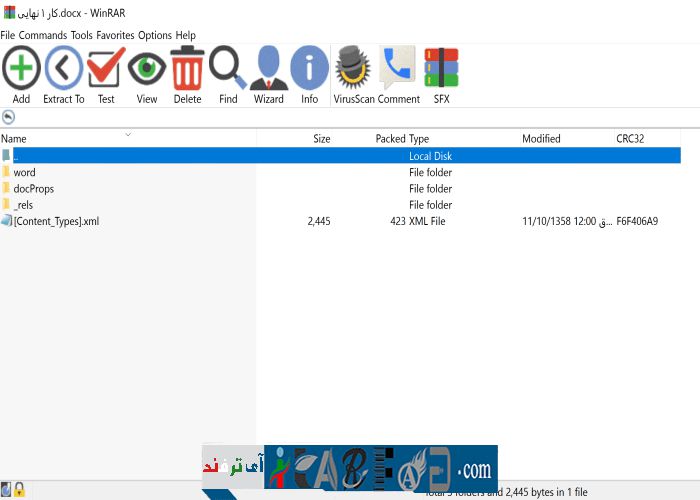 کار ۱ نهایی.docx - WinRAR
File Commands Tools Favorites Options Help
Add Extract To Test View Delete Find Wizard Info VirusScan Comment SFX
Name Size Packed Type Modified CRC32
.. Local Disk
word File folder
docProps File folder
_rels File folder
[Content_Types].xml 2,445 423 XML File 11/10/1358 12:00 ق... F6F406A9
آی ترفند
.com
folders and 2,445 bytes in 1 file